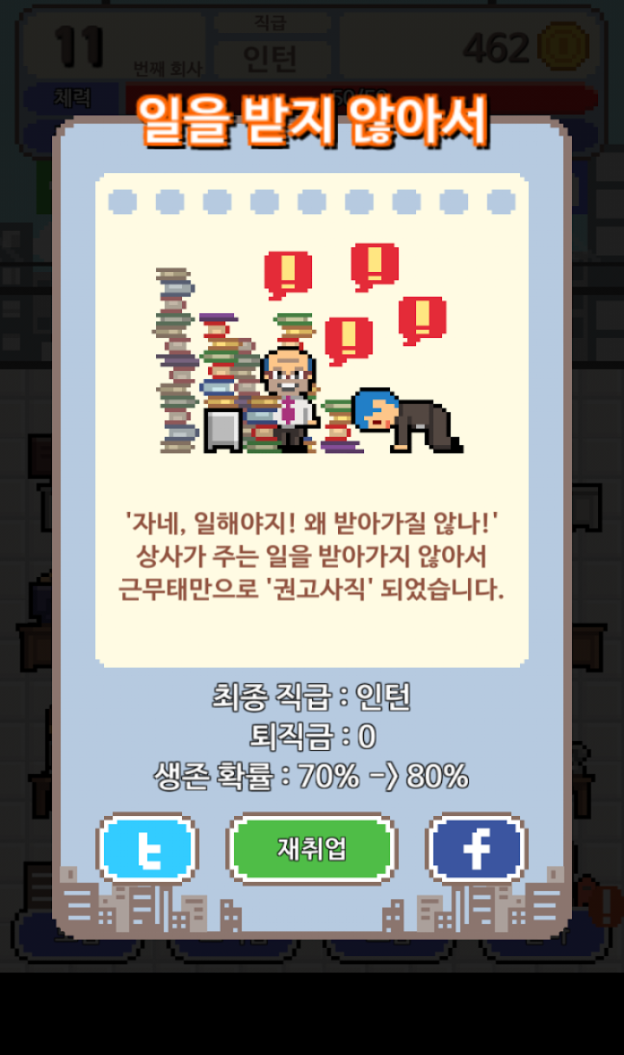 11
번째 회사
직급
인턴
462
체력
일을 받지 않아서
'자네, 일해야지! 왜 받아가질 않나!'
상사가 주는 일을 받아가지 않아서
근무태만으로 '권고사직' 되었습니다.
최종 직급 : 인턴
퇴직금 : 0
생존 확률 : 70% -> 80%
재취업